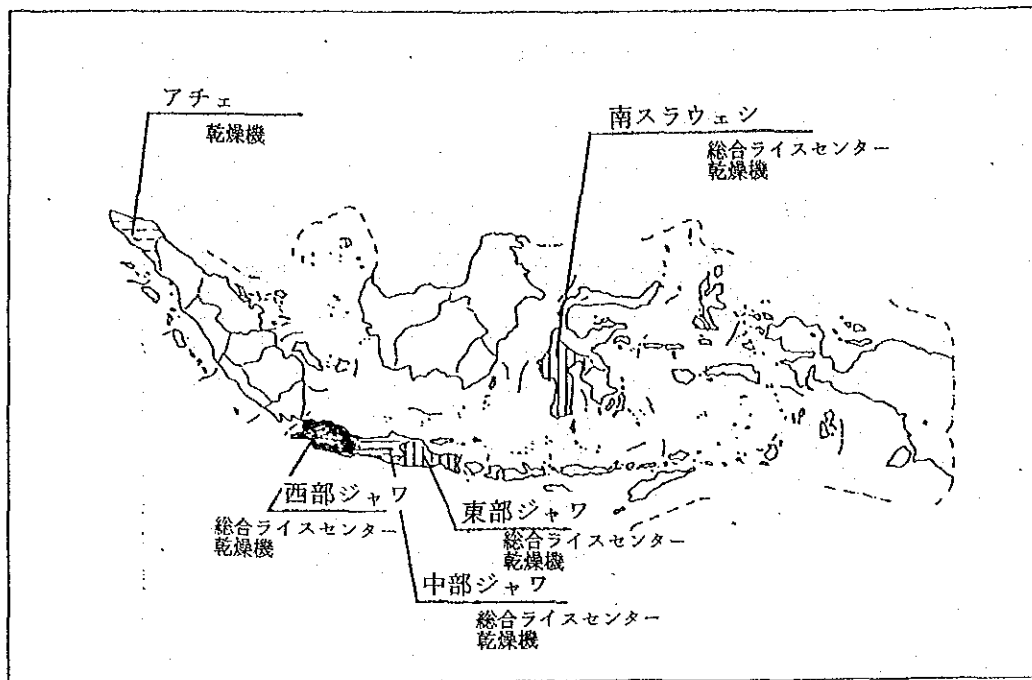 アチェ
乾燥機
南スラウェシ
総合ライスセンター
乾燥機
西部ジャワ
総合ライスセンター
乾燥機
東部ジャワ
総合ライスセンター
乾燥機
中部ジャワ
総合ライスセンター
乾燥機